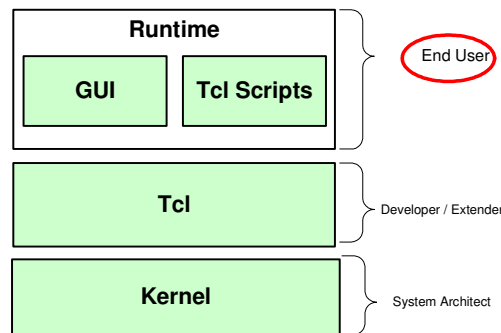 Runtime
GUI
Tcl Scripts
End User
Tcl
Developer / Extender
Kernel
System Architect